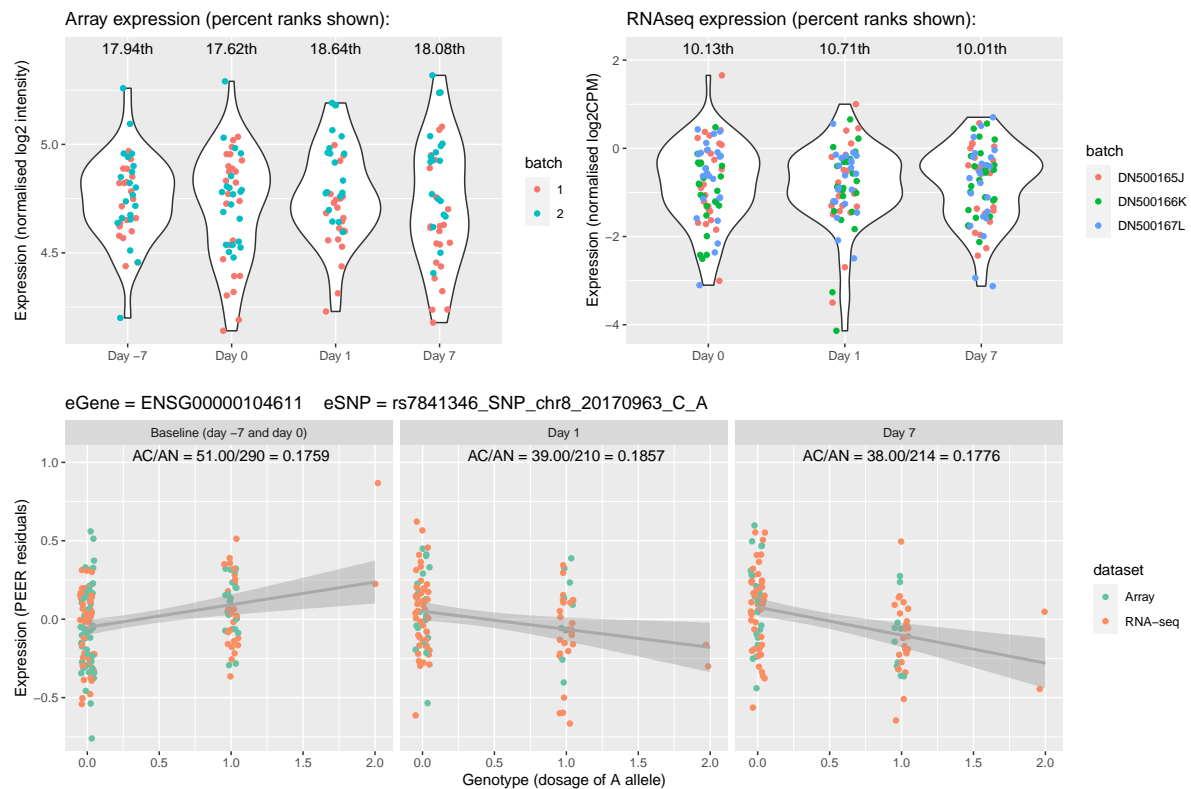 Array expression (percent ranks shown):
17.94th 17.62th 18.64th 18.08th
Expression (normalised log2 intensity)
5.0
4.5
Day −7 Day 0 Day 1 Day 7
batch
1
2
RNAseq expression (percent ranks shown):
10.13th 10.71th 10.01th
Expression (normalised log2CPM)
2
0
−2
−4
Day 0 Day 1 Day 7
batch
DN500165J
DN500166K
DN500167L
eGene = ENSG00000104611 eSNP = rs7841346_SNP_chr8_20170963_C_A
Baseline (day −7 and day 0) Day 1 Day 7
AC/AN = 51.00/290 = 0.1759 AC/AN = 39.00/210 = 0.1857 AC/AN = 38.00/214 = 0.1776
Expression (PEER residuals)
1.0
0.5
0.0
−0.5
0.0 0.5 1.0 1.5 2.0 0.0 0.5 1.0 1.5 2.0 0.0 0.5 1.0 1.5 2.0
Genotype (dosage of A allele)
dataset
Array
RNA−seq